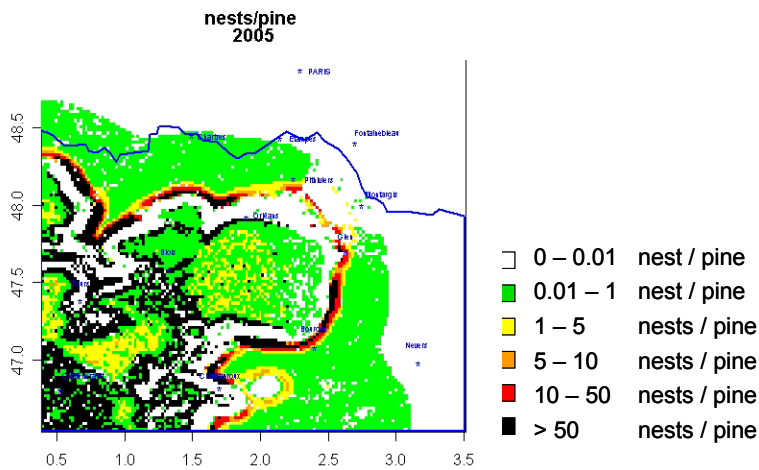 nests/pine
2005
* PARIS
48.5
Etampes
Fontainebleau
48.0
Montargis
Orléans
Gien
Blois
47.5
Nevers
47.0
0.5 1.0 1.5 2.0 2.5 3.0 3.5
0 – 0.01 nest / pine
0.01 – 1 nest / pine
1 – 5 nests / pine
5 – 10 nests / pine
10 – 50 nests / pine
> 50 nests / pine